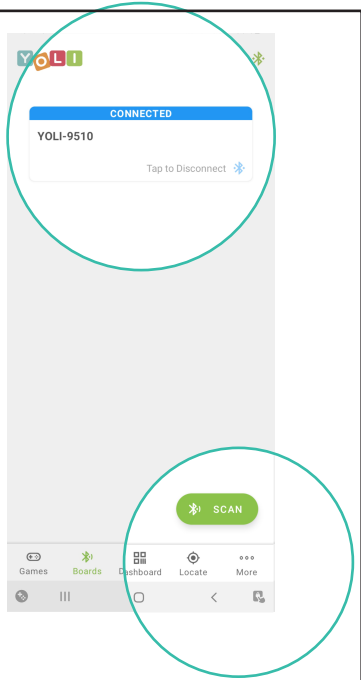 YOLI
CONNECTED
YOLI-9510
Tap to Disconnect
SCAN
Games Boards Dashboard Locate More